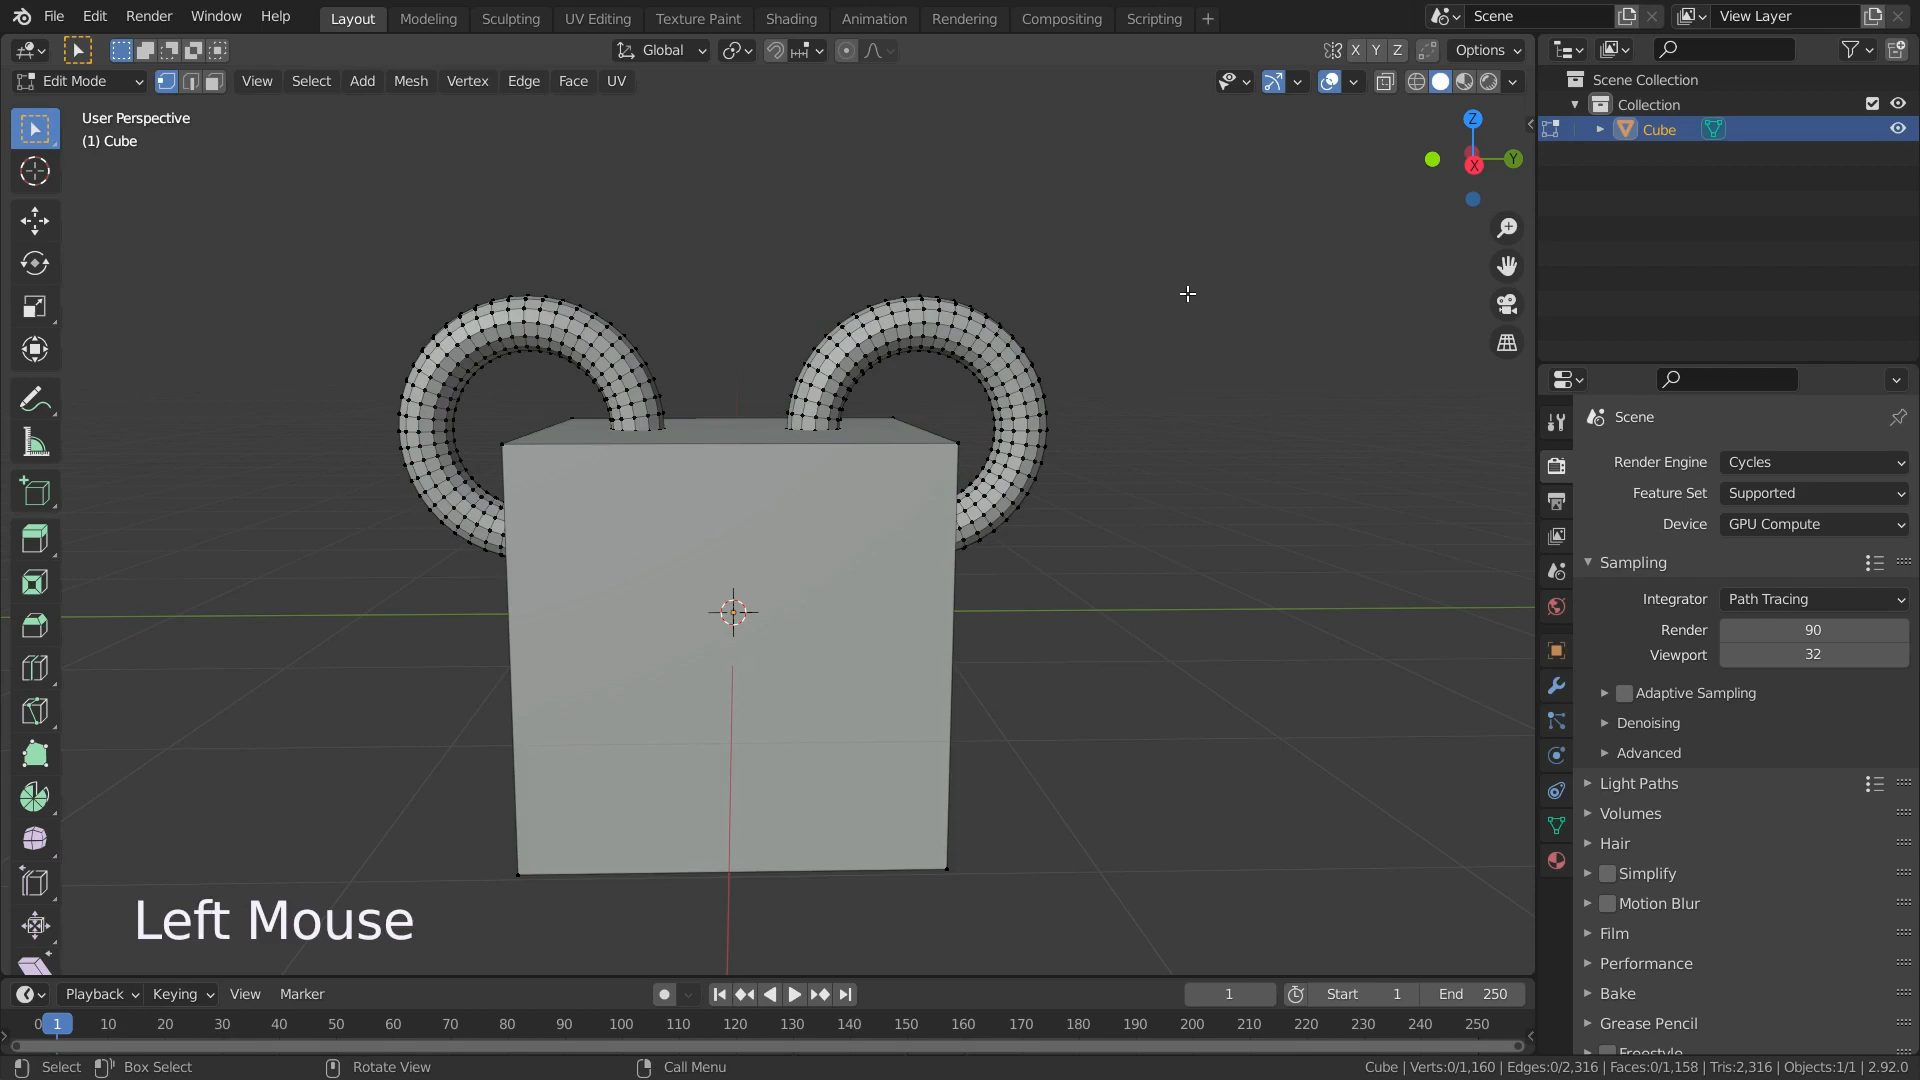 File Edit Render Window Help Layout Modeling Sculpting UV Editing Texture Paint Shading Animation Rendering Compositing Scripting + Scene View Layer
Global X Y Z Options
Edit Mode View Select Add Mesh Vertex Edge Face UV
User Perspective
(1) Cube
Z
Y
X
Scene Collection
Collection
Cube
Scene
Render Engine Cycles
Feature Set Supported
Device GPU Compute
Sampling
Integrator Path Tracing
Render 90
Viewport 32
Adaptive Sampling
Denoising
Advanced
Light Paths
Volumes
Hair
Simplify
Motion Blur
Film
Performance
Bake
Grease Pencil
Freestyle
Left Mouse
Playback Keying View Marker 1 Start 1 End 250
0 1 10 20 30 40 50 60 70 80 90 100 110 120 130 140 150 160 170 180 190 200 210 220 230 240 250
Select Box Select Rotate View Call Menu Cube | Verts:0/1,160 | Edges:0/2,316 | Faces:0/1,158 | Tris:2,316 | Objects:1/1 | 2.92.0